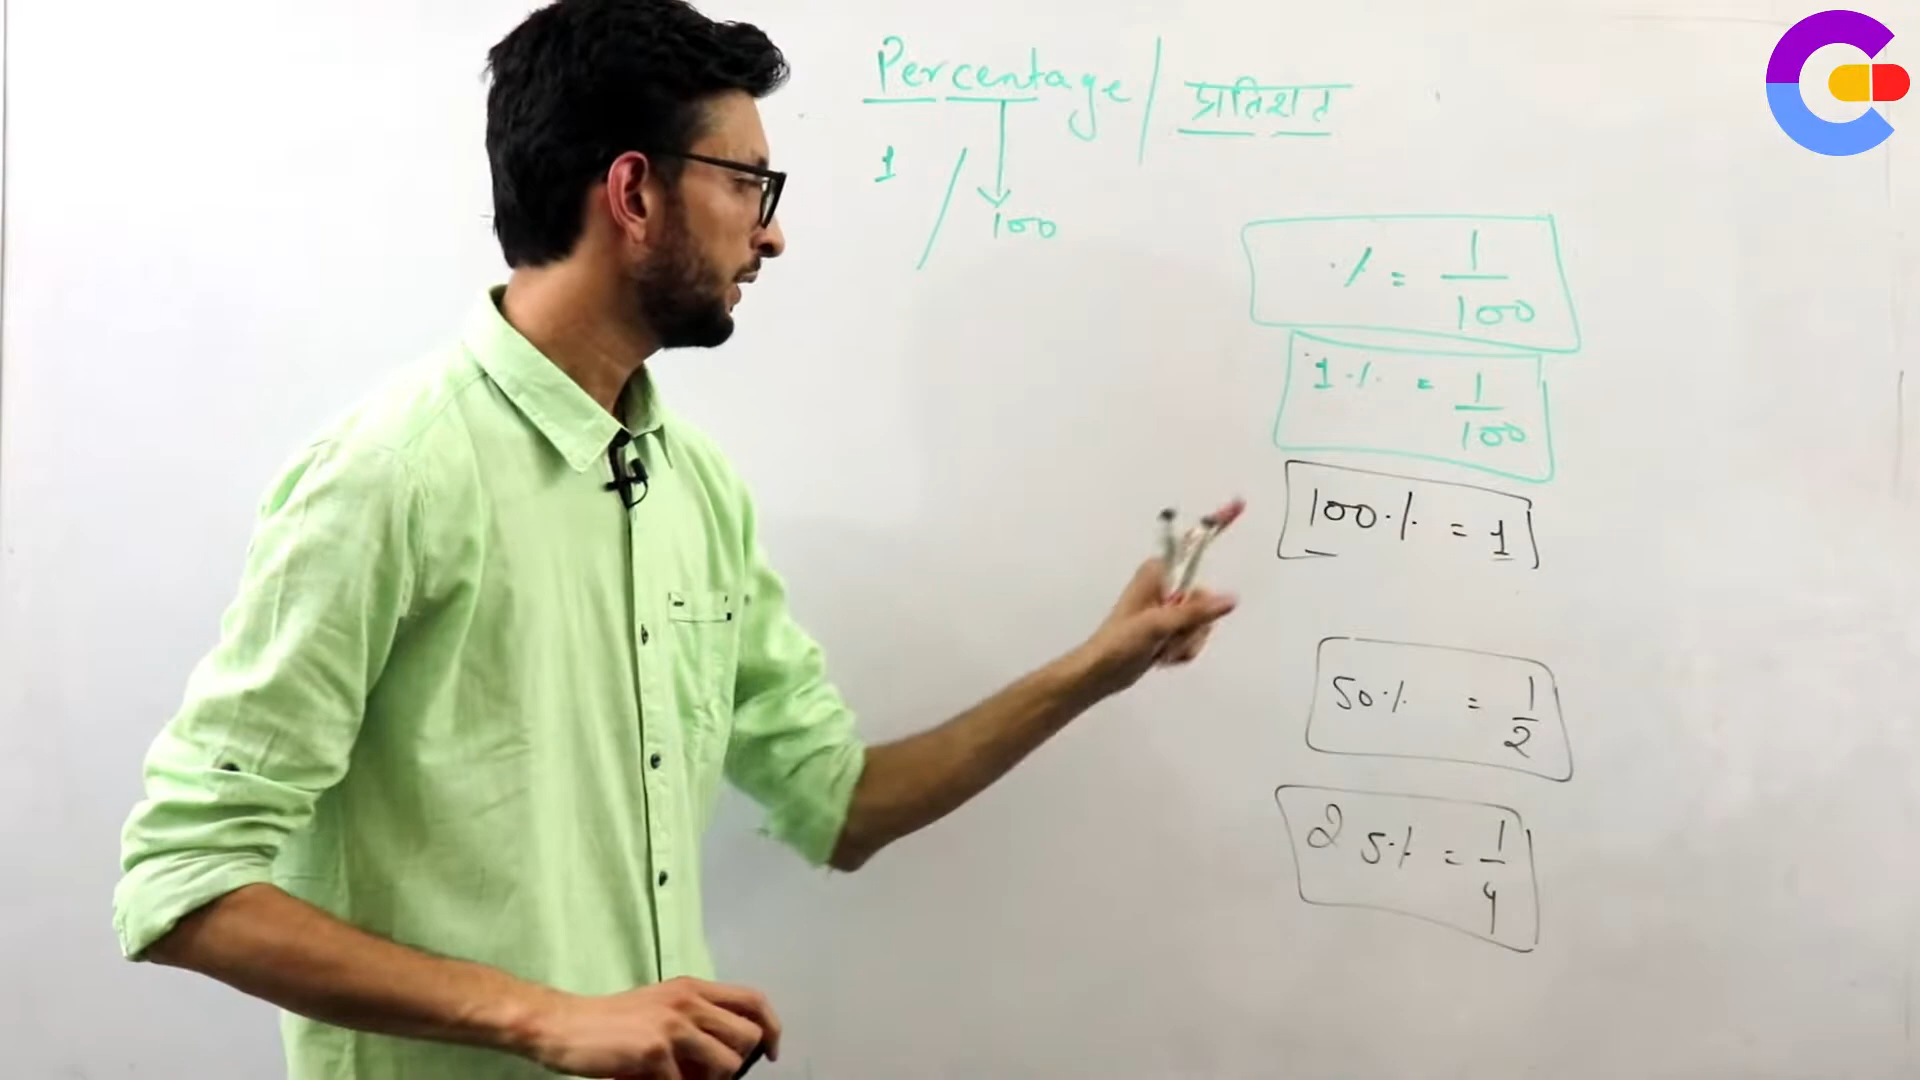 Percentage / प्रतिशत
1 / 100
% = 1/100
1% = 1/100
100% = 1
50% = 1/2
25% = 1/4